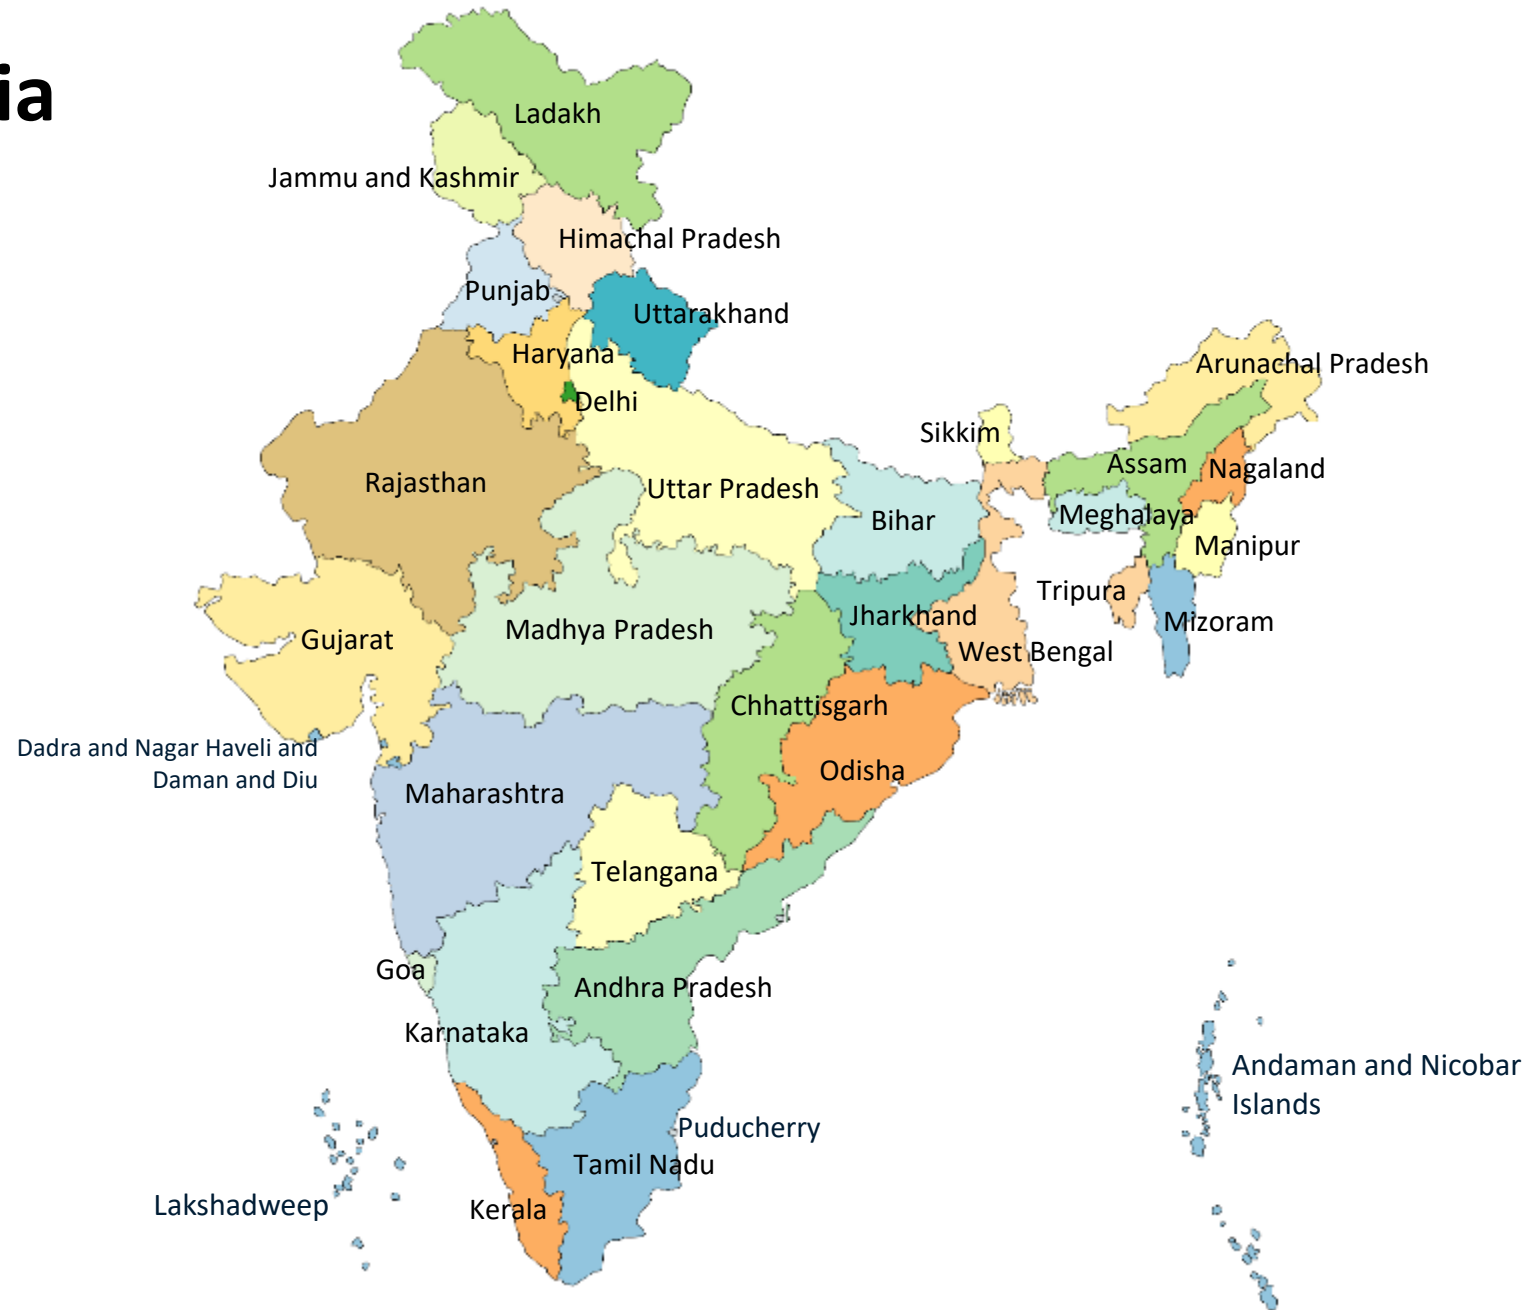 ia
Ladakh
Jammu and Kashmir
Himachal Pradesh
Punjab
Uttarakhand
Haryana
Arunachal Pradesh
Delhi
Sikkim
Assam
Nagaland
Rajasthan
Uttar Pradesh
Bihar
Meghalaya
Manipur
Tripura
Jharkhand
Mizoram
Madhya Pradesh
Gujarat
West Bengal
Chhattisgarh
Dadra and Nagar Haveli and
Daman and Diu
Odisha
Maharashtra
Telangana
Goa
Andhra Pradesh
Karnataka
Andaman and Nicobar
Islands
Puducherry
Tamil Nadu
Lakshadweep
Kerala